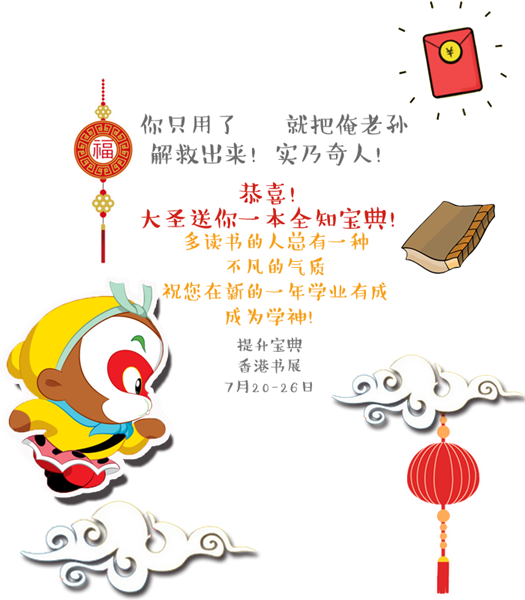 ¥
福
你只用了 就把俺老孙
解救出来! 实乃奇人!
恭喜!
大圣送你一本全知宝典!
多读书的人总有一种
不凡的气质
祝您在新的一年学业有成
成为学神!
提升宝典
香港书展
7月20-26日